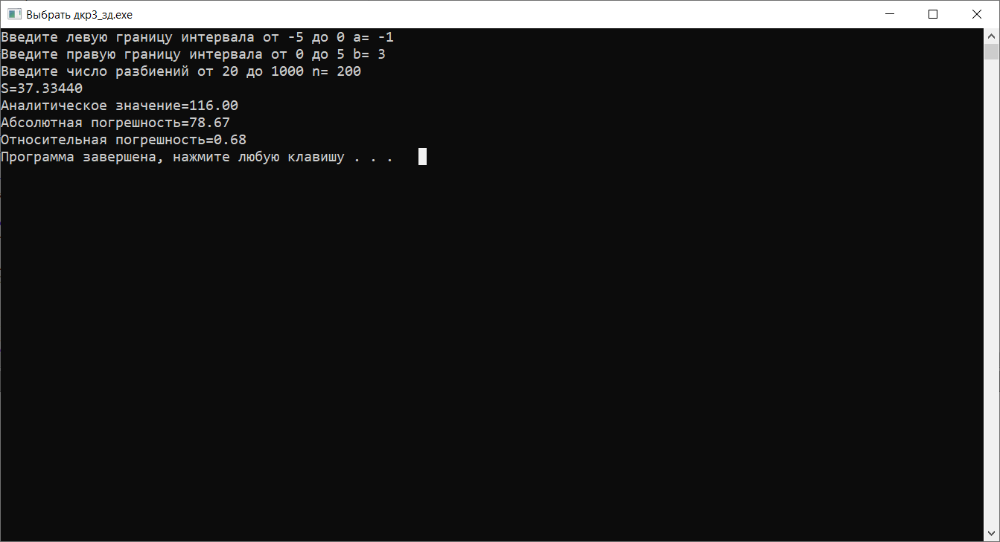 Выбрать дкр3_зд.exe
Введите левую границу интервала от -5 до 0 a= -1
Введите правую границу интервала от 0 до 5 b= 3
Введите число разбиений от 20 до 1000 n= 200
S=37.33440
Аналитическое значение=116.00
Абсолютная погрешность=78.67
Относительная погрешность=0.68
Программа завершена, нажмите любую клавишу . . .